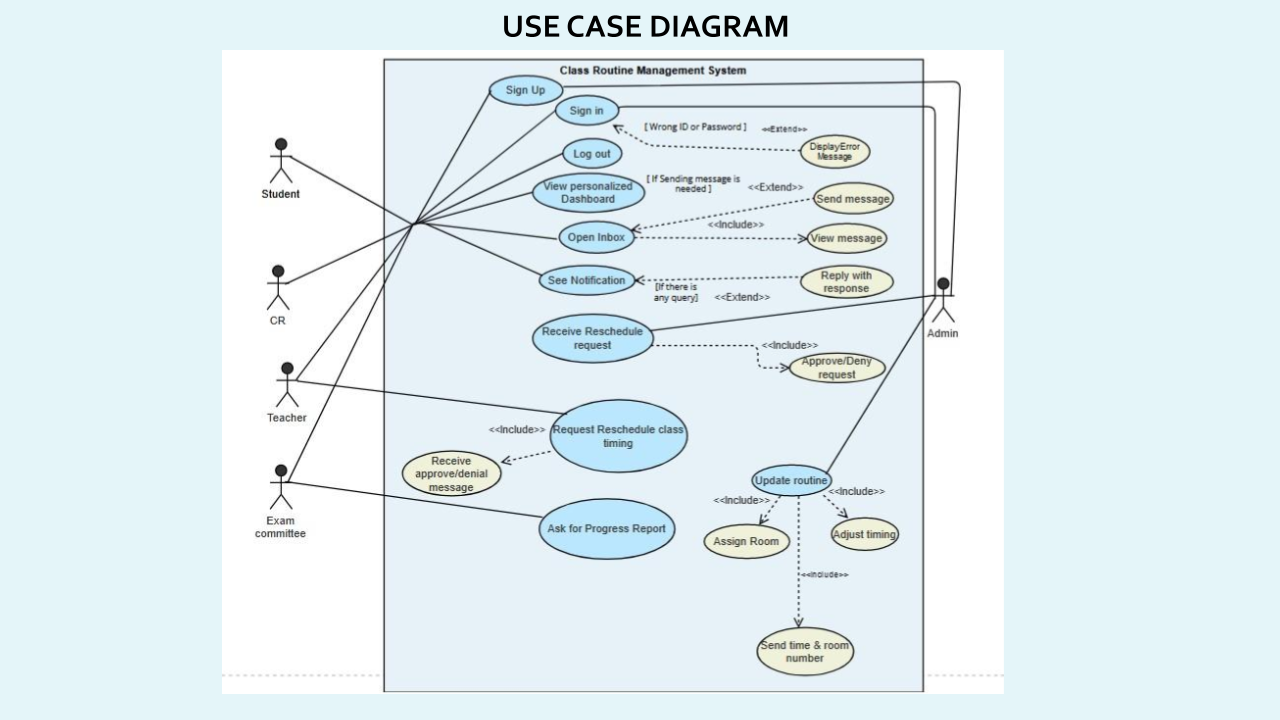 USE CASE DIAGRAM
Class Routine Management System
Sign Up
Sign in
[ Wrong ID or Password ]
<<Extend>>
DisplayError
Message
Log out
Student
View personalized
Dashboard
[ If Sending message is
needed ]
<<Extend>>
Send message
<<Include>>
Open Inbox
View message
See Notification
[If there is
any query]
<<Extend>>
Reply with
response
CR
Admin
Receive Reschedule
request
<<Include>>
Approve/Deny
request
Teacher
<<Include>>
Request Reschedule class
timing
Receive
approve/denial
message
Update routine
<<Include>>
<<Include>>
Exam
committee
Ask for Progress Report
Assign Room
Adjust timing
<<Include>>
Send time & room
number